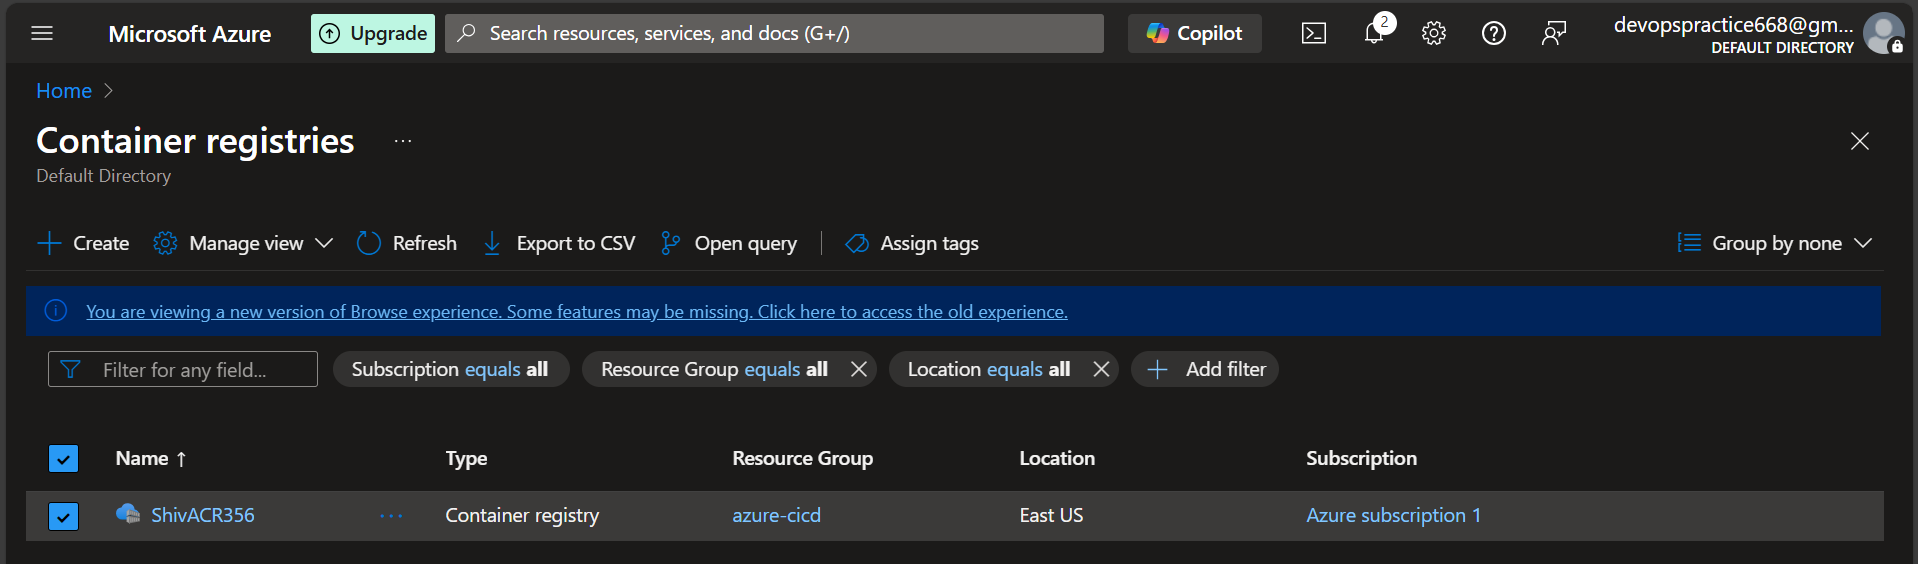 Microsoft Azure Upgrade Search resources, services, and docs (G+/) Copilot 2 devopspractice668@gm...
DEFAULT DIRECTORY
Home
Container registries ...
Default Directory
Create Manage view Refresh Export to CSV Open query Assign tags Group by none
You are viewing a new version of Browse experience. Some features may be missing. Click here to access the old experience.
Filter for any field... Subscription equals all Resource Group equals all Location equals all Add filter
Name ↑ Type Resource Group Location Subscription
ShivACR356 ... Container registry azure-cicd East US Azure subscription 1